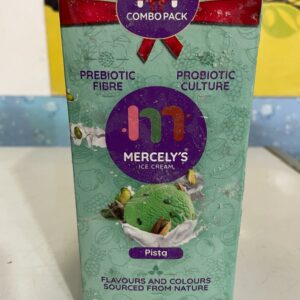 COMBO PACK
PREBIOTIC PROBIOTIC
FIBRE CULTURE
m
MERCELY'S
ICE CREAM
Pista
FLAVOURS AND COLOURS
SOURCED FROM NATURE